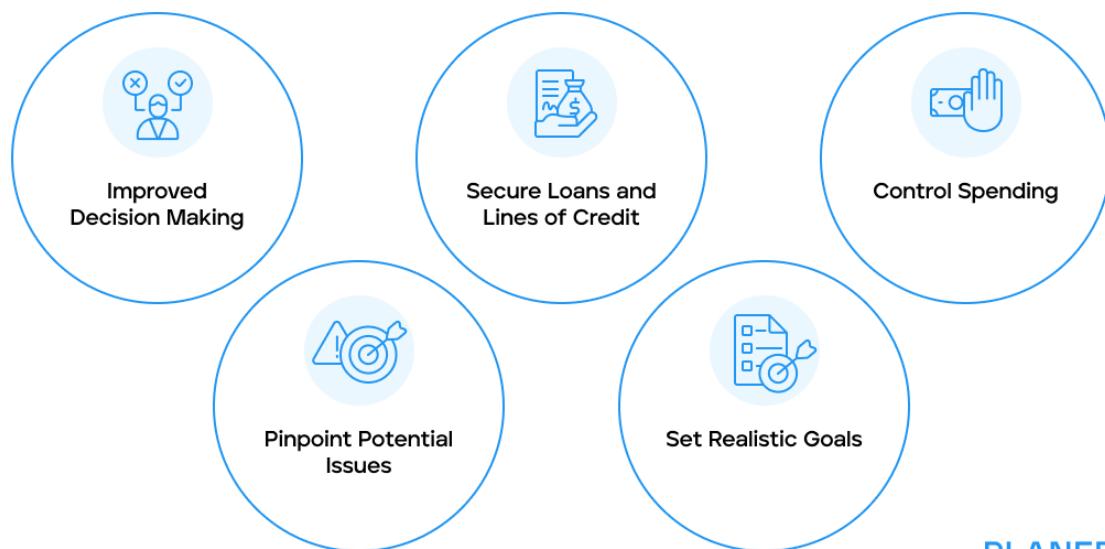 Improved
Decision Making
Secure Loans and
Lines of Credit
Control Spending
Pinpoint Potential
Issues
Set Realistic Goals